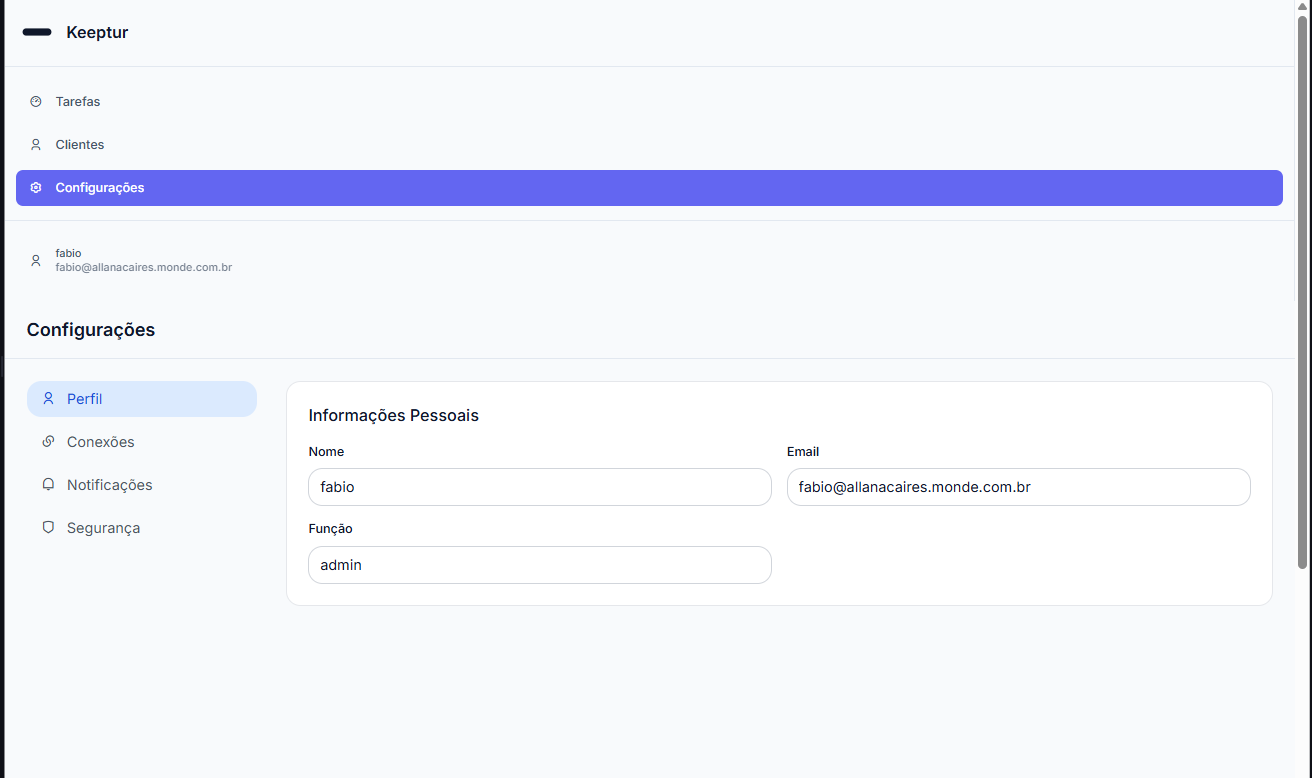 Keeptur
Tarefas
Clientes
Configurações
fabio
fabio@allanacaires.monde.com.br
Configurações
Perfil
Conexões
Notificações
Segurança
Informações Pessoais
Nome
Email
fabio
fabio@allanacaires.monde.com.br
Função
admin